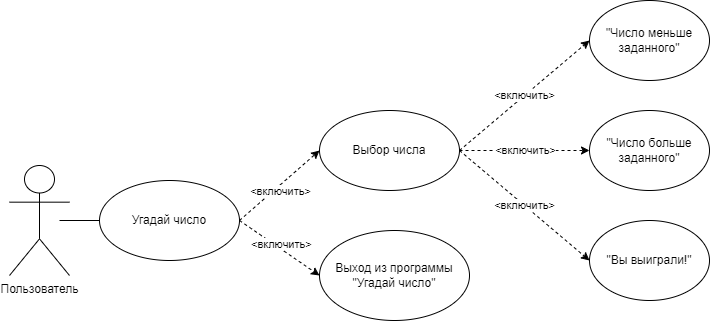 "Число меньше
заданного"
<включить>
Выбор числа
<включить>
"Число больше
заданного"
<включить>
<включить>
Угадай число
<включить>
Выход из программы
"Угадай число"
"Вы выиграли!"
Пользователь